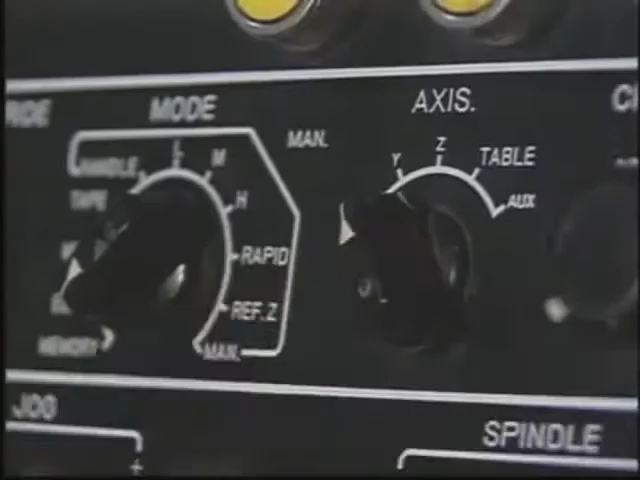 MODE
AXIS.
MAN.
L
M
Z
Y
TABLE
HANDLE
TAPE
H
AUX
RAPID
REF.Z
MEMORY
MAN.
JOG
+
SPINDLE